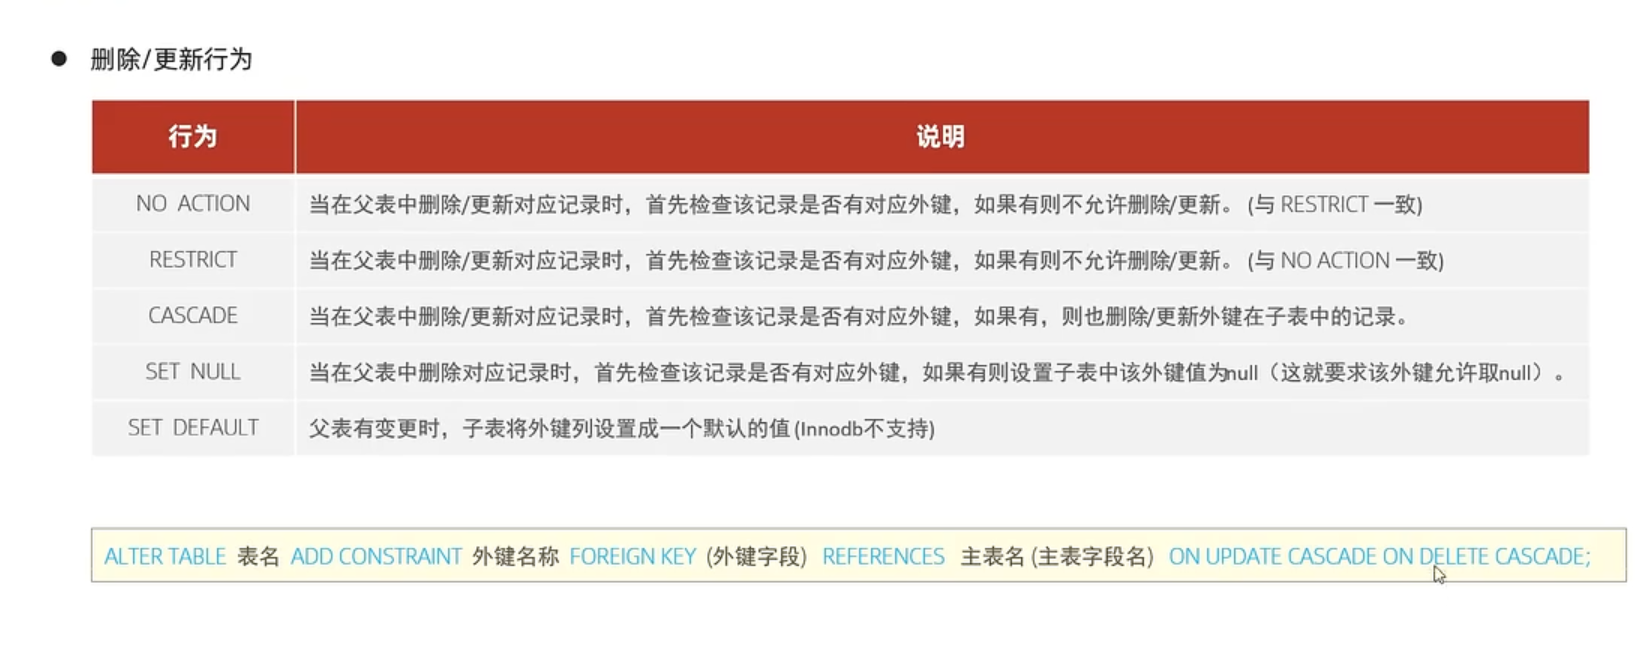 删除/更新行为
行为 说明
NO ACTION 当在父表中删除/更新对应记录时，首先检查该记录是否有对应外键，如果有则不允许删除/更新。 (与 RESTRICT 一致)
RESTRICT 当在父表中删除/更新对应记录时，首先检查该记录是否有对应外键，如果有则不允许删除/更新。 (与 NO ACTION 一致)
CASCADE 当在父表中删除/更新对应记录时，首先检查该记录是否有对应外键，如果有，则也删除/更新外键在子表中的记录。
SET NULL 当在父表中删除对应记录时，首先检查该记录是否有对应外键，如果有则设置子表中该外键值为null（这就要求该外键允许取null）。
SET DEFAULT 父表有变更时，子表将外键列设置成一个默认的值 (Innodb不支持)
ALTER TABLE 表名 ADD CONSTRAINT 外键名称 FOREIGN KEY (外键字段) REFERENCES 主表名 (主表字段名) ON UPDATE CASCADE ON DELETE CASCADE;